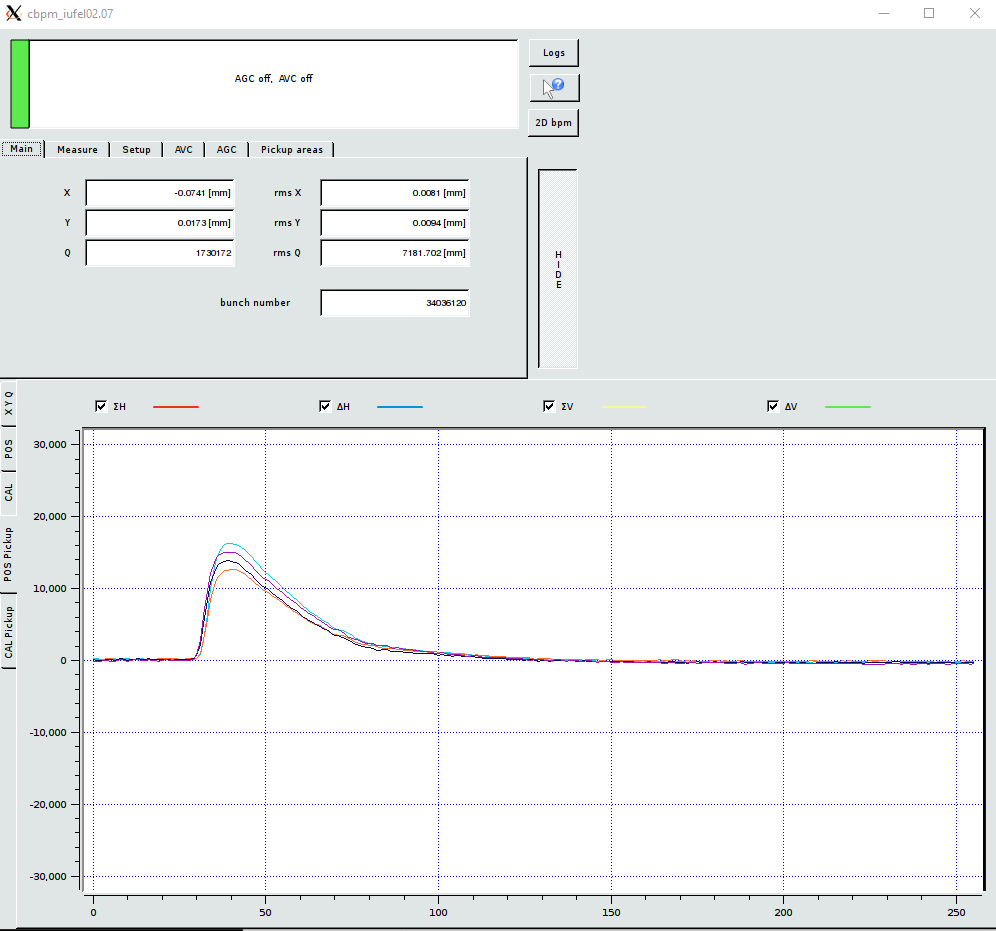 cbpm_iufel02.07
AGC off, AVC off
Logs
?
2D bpm
Main Measure Setup AVC AGC Pickup areas
X -0.0741 [mm] rms X 0.0081 [mm]
Y 0.0173 [mm] rms Y 0.0094 [mm]
Q 1730172 rms Q 7181.702 [mm]
bunch number 34036120
HIDE
X Y Q
POS
CAL
POS Pickup
CAL Pickup
ΣH ΔH ΣV ΔV
30,000
20,000
10,000
0
-10,000
-20,000
-30,000
0 50 100 150 200 250